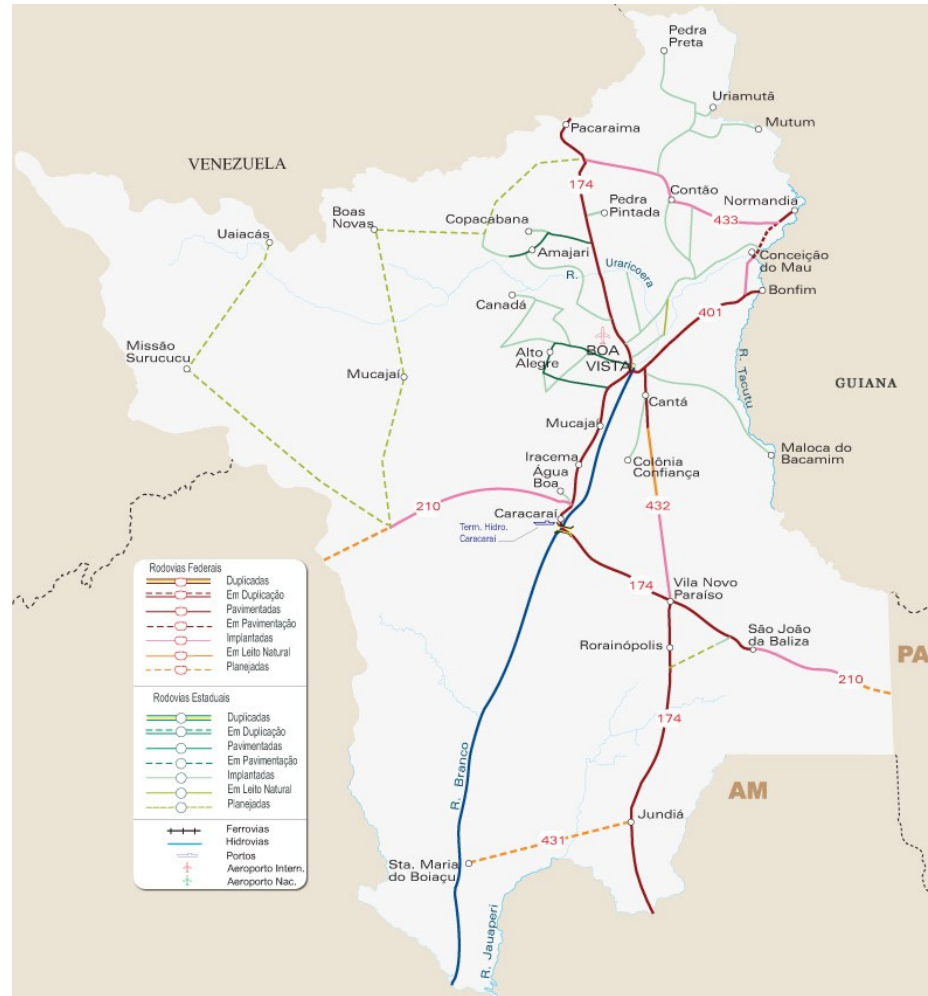 Pedra
Preta
Uriamutã
Mutum
Pacaraima
VENEZUELA
174
Contão
Normandia
Boas
Novas
Copacabana
Pedra
Pintada
433
Uaiacás
Amajari
R.
Uraricoera
Conceição
do Mau
Canadá
Bonfim
401
Missão
Surucucu
Mucajaí
Alto
Alegre
BOA
VISTA
R. Tacutu
GUIANA
Cantá
Mucajaí
Iracema
Água
Boa
Colônia
Confiança
Maloca do
Bacamim
210
Caracaraí
432
Term. Hidro.
Caracarai
174
Vila Novo
Paraíso
Rorainópolis
São João
da Baliza
PA
210
174
R. Branco
AM
Jundiá
431
Sta. Maria
do Boiaçu
R. Jauaperi
Rodovias Federais
Duplicadas
Em Duplicação
Pavimentadas
Em Pavimentação
Implantadas
Em Leito Natural
Planejadas
Rodovias Estaduais
Duplicadas
Em Duplicação
Pavimentadas
Em Pavimentação
Implantadas
Em Leito Natural
Planejadas
Ferrovias
Hidrovias
Portos
Aeroporto Intern.
Aeroporto Nac.